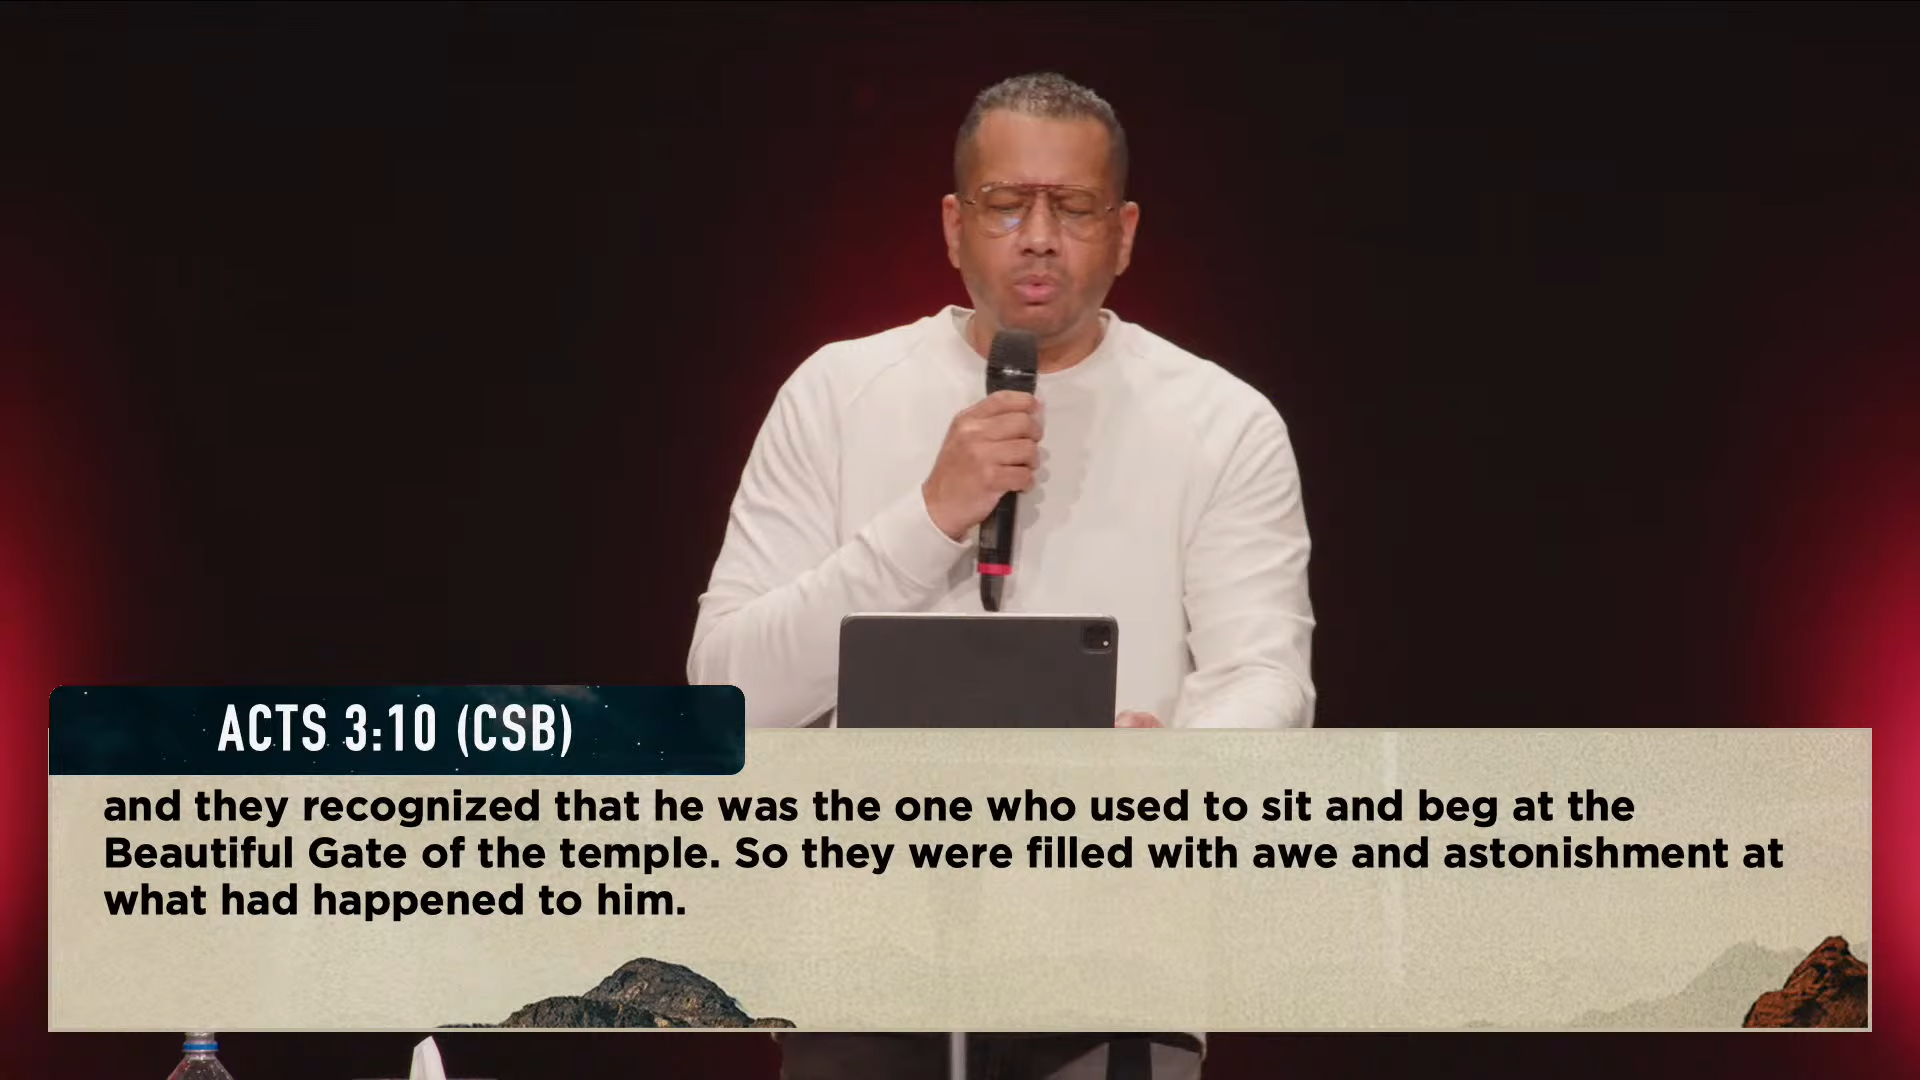 ACTS 3:10 (CSB)
and they recognized that he was the one who used to sit and beg at the
Beautiful Gate of the temple. So they were filled with awe and astonishment at
what had happened to him.